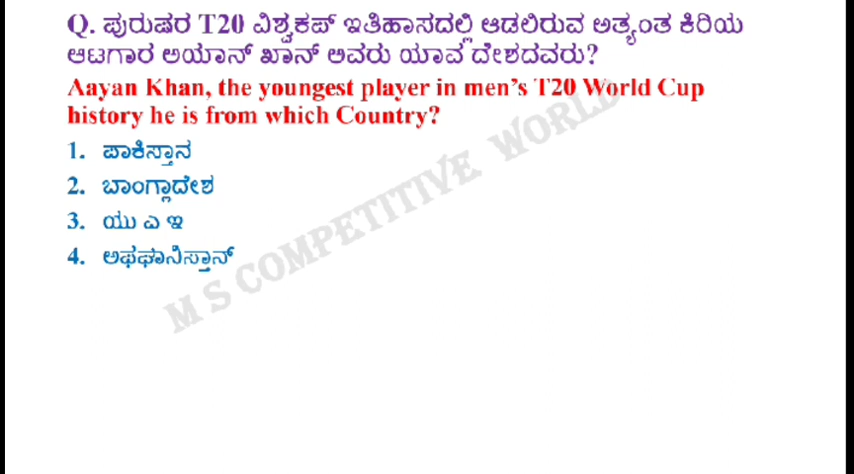 Q. ಪುರುಷರ T20 ವಿಶ್ವಕಪ್ ಇತಿಹಾಸದಲ್ಲಿ ಆಡಲಿರುವ ಅತ್ಯಂತ ಕಿರಿಯ
ಆಟಗಾರ ಅಯಾನ್ ಖಾನ್ ಅವರು ಯಾವ ದೇಶದವರು?
Aayan Khan, the youngest player in men’s T20 World Cup
history he is from which Country?
1. ಪಾಕಿಸ್ತಾನ
2. ಬಾಂಗ್ಲಾದೇಶ
3. ಯು ಎ ಇ
4. ಅಫಘಾನಿಸ್ತಾನ್
M S COMPETITIVE WORLD